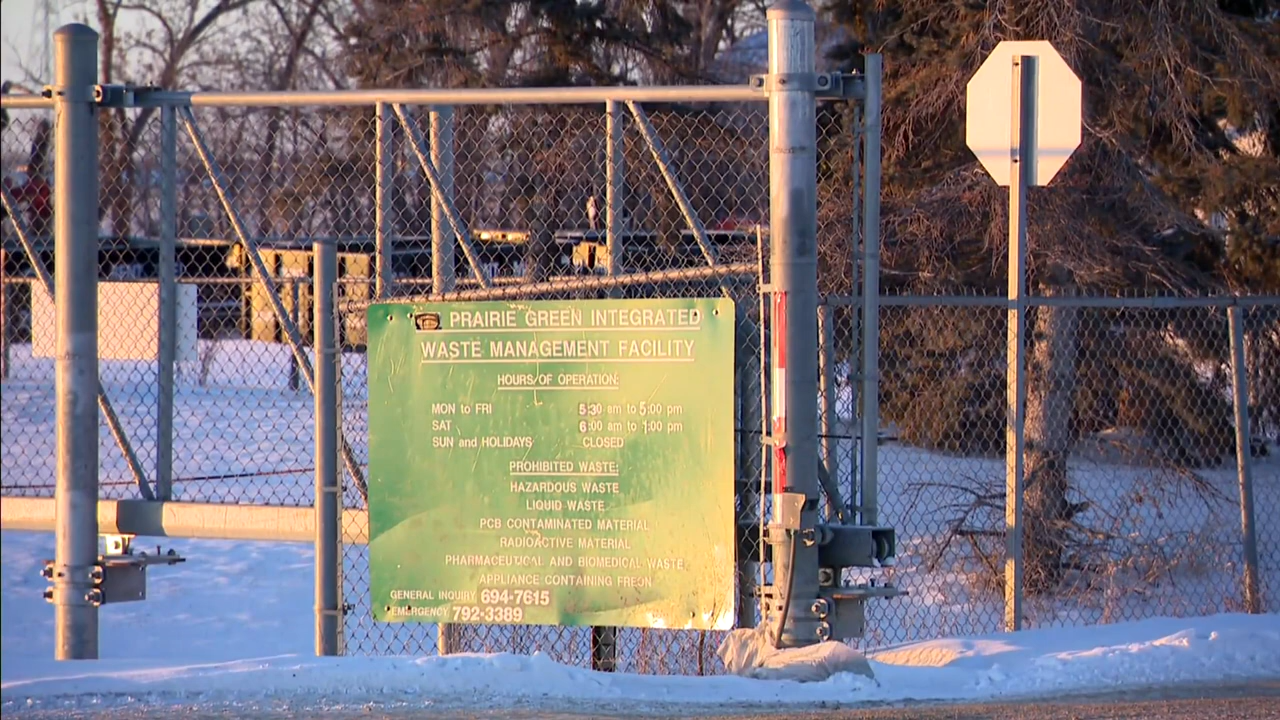 PRAIRIE GREEN INTEGRATED
WASTE MANAGEMENT FACILITY
HOURS OF OPERATION:
MON to FRI 5:30 am to 5:00 pm
SAT 6:00 am to 1:00 pm
SUN and HOLIDAYS CLOSED
PROHIBITED WASTE:
HAZARDOUS WASTE
LIQUID WASTE
PCB CONTAMINATED MATERIAL
RADIOACTIVE MATERIAL
PHARMACEUTICAL AND BIOMEDICAL WASTE
APPLIANCE CONTAINING FREON
GENERAL INQUIRY 694-7615
EMERGENCY 792-3389